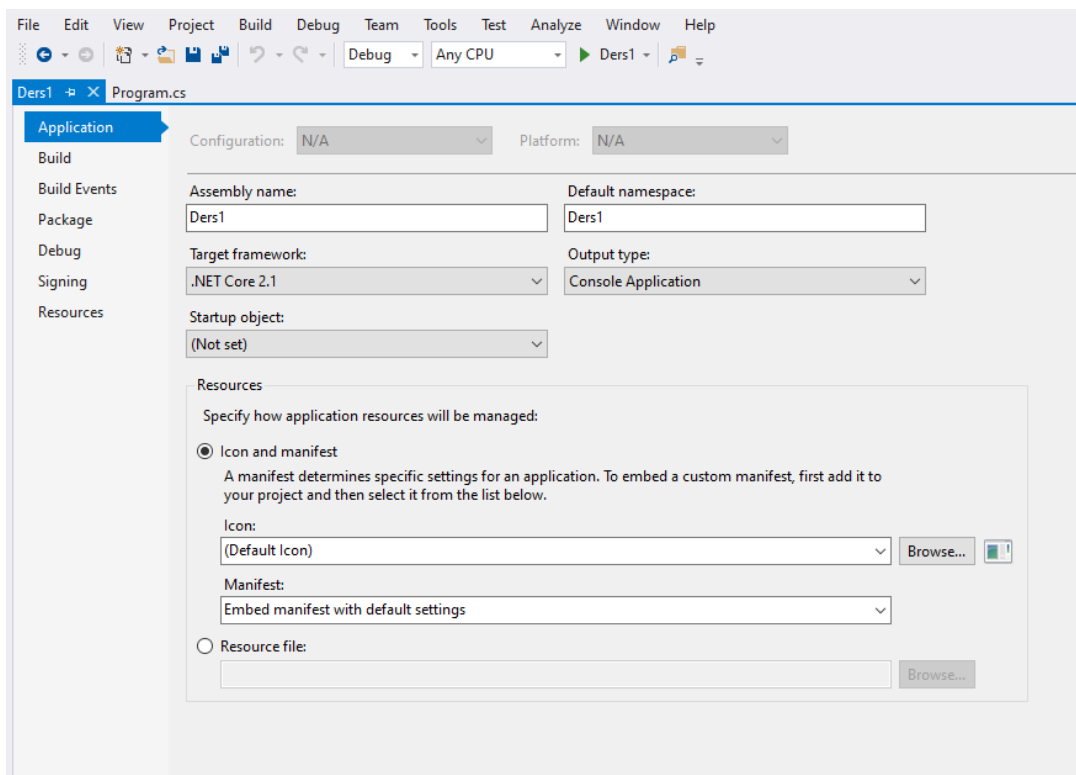 File Edit View Project Build Debug Team Tools Test Analyze Window Help
Debug Any CPU Ders1
Ders1 Program.cs
Application
Build
Build Events
Package
Debug
Signing
Resources
Configuration: N/A Platform: N/A
Assembly name: Default namespace:
Ders1 Ders1
Target framework: Output type:
.NET Core 2.1 Console Application
Startup object:
(Not set)
Resources
Specify how application resources will be managed:
Icon and manifest
A manifest determines specific settings for an application. To embed a custom manifest, first add it to
your project and then select it from the list below.
Icon:
(Default Icon) Browse...
Manifest:
Embed manifest with default settings
Resource file:
Browse...